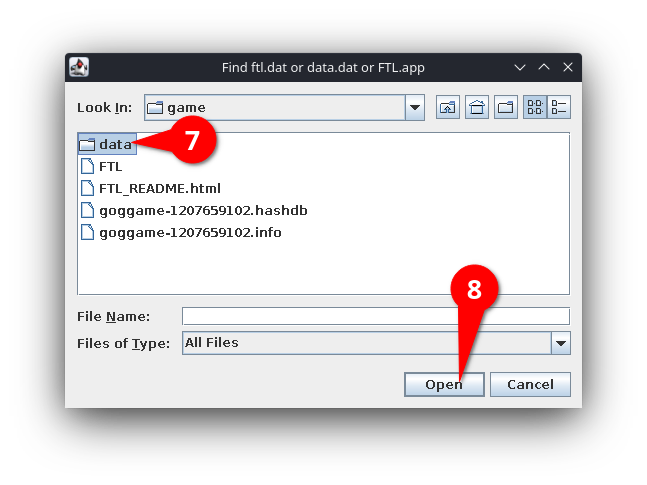 Find ftl.dat or data.dat or FTL.app
Look In: game
data 7
FTL
FTL_README.html
goggame-1207659102.hashdb
goggame-1207659102.info
8
File Name:
Files of Type: All Files
Open Cancel